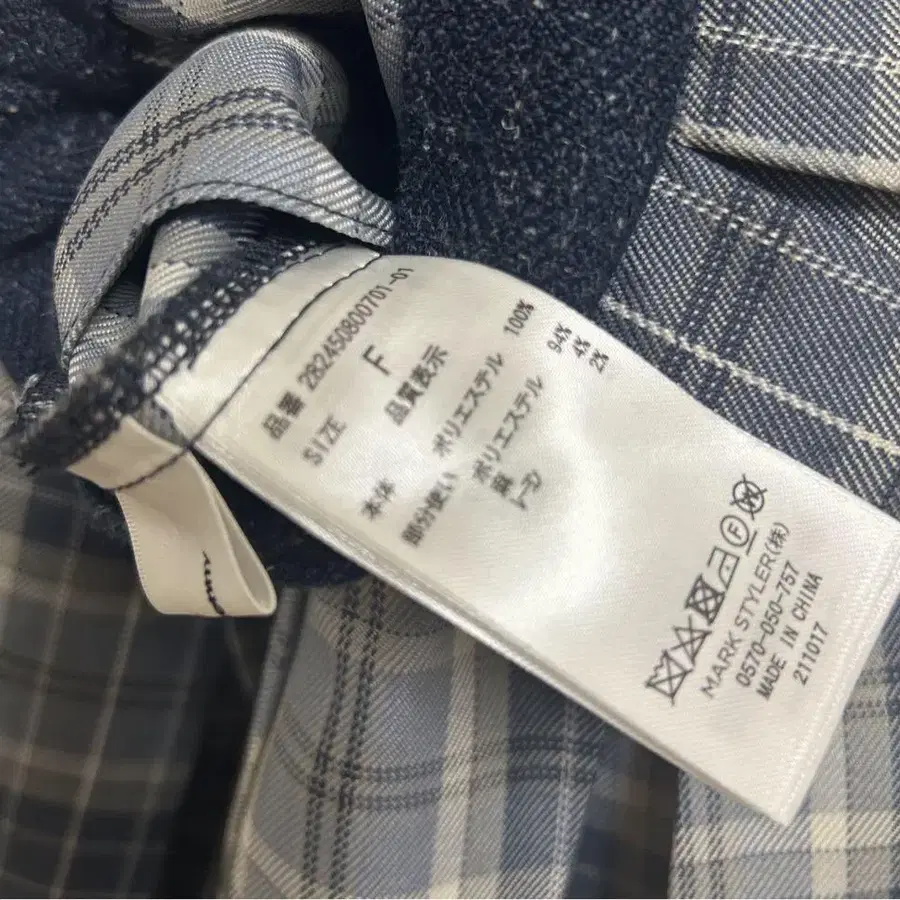 品番 282450800701-01
SIZE F
品質表示
本体 ポリエステル 100%
部分使い ポリエステル 94%
麻 4%
レーヨン 2%
F
MARK STYLER(株)
0570-050-757
MADE IN CHINA
211017